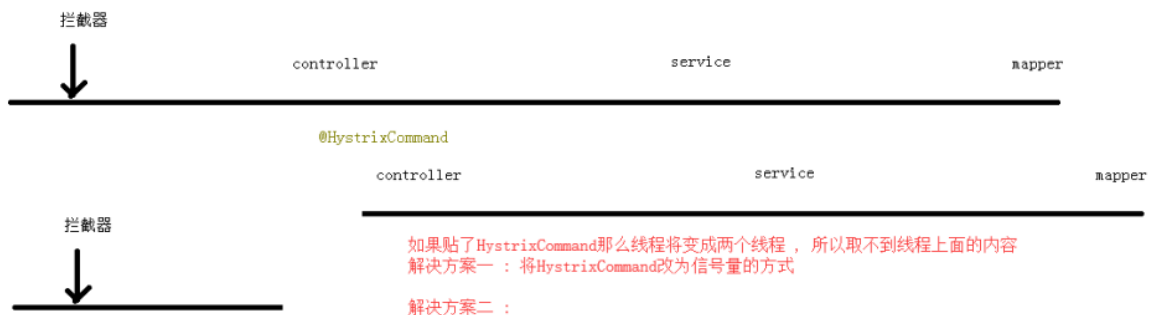 拦截器
controller service mapper
@HystrixCommand
controller service mapper
拦截器
如果贴了HystrixCommand那么线程将变成两个线程 , 所以取不到线程上面的内容
解决方案一 : 将HystrixCommand改为信号量的方式
解决方案二 :